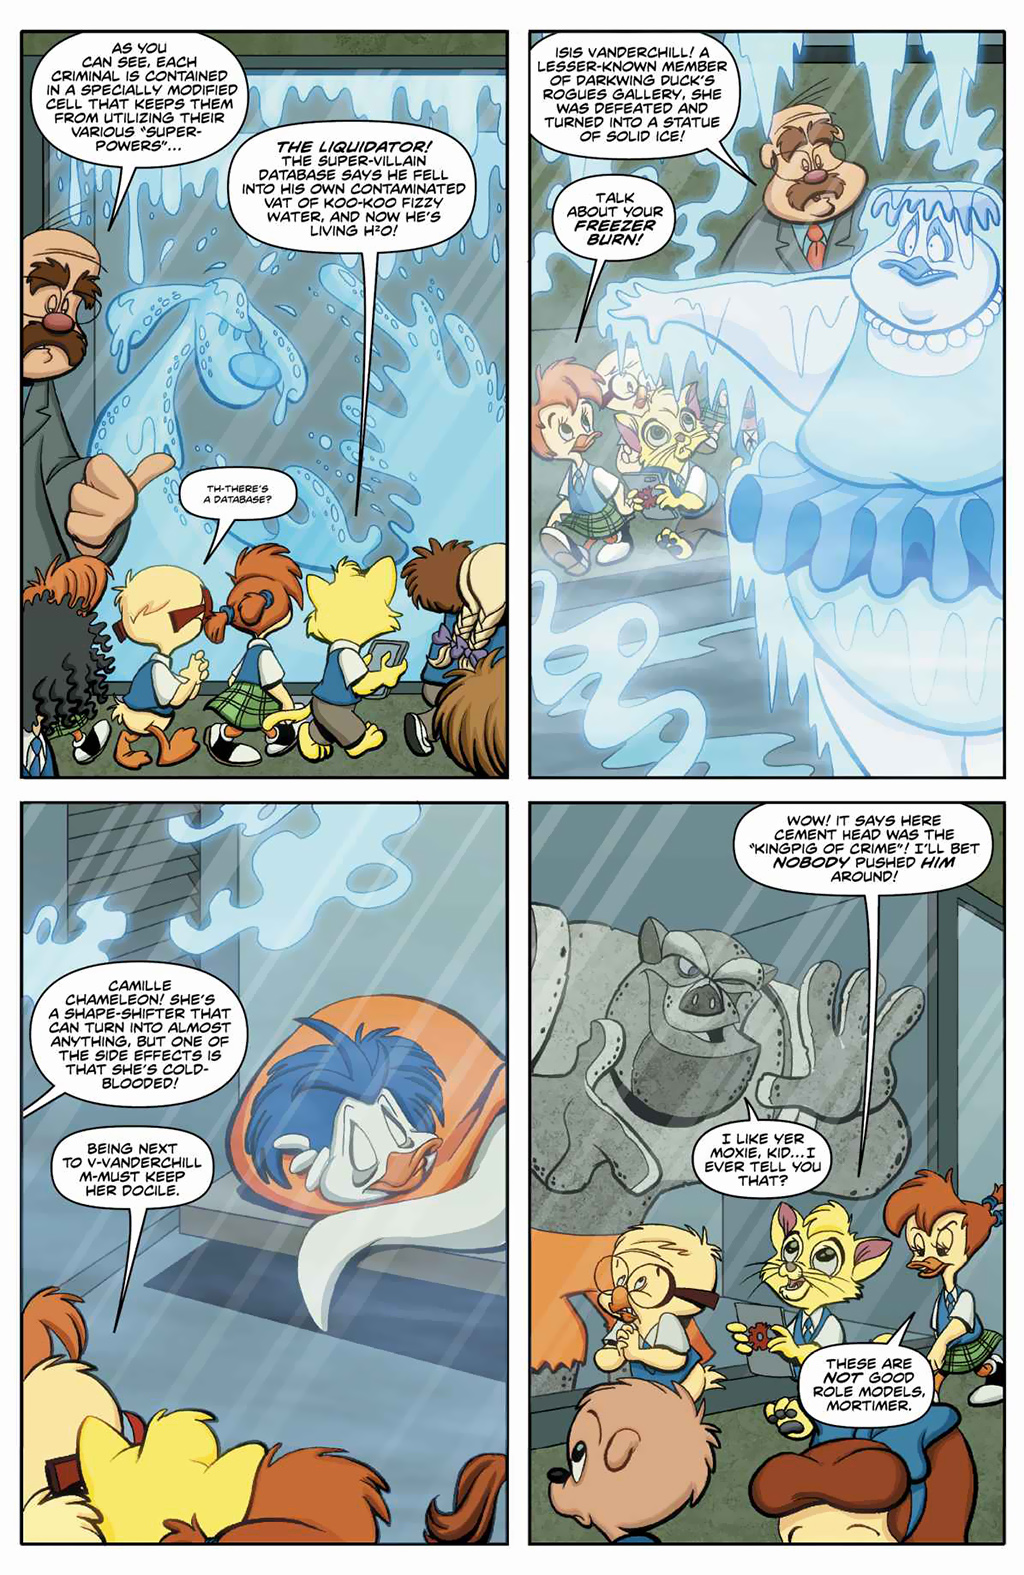 AS YOU
CAN SEE, EACH
CRIMINAL IS CONTAINED
IN A SPECIALLY MODIFIED
CELL THAT KEEPS THEM
FROM UTILIZING THEIR
VARIOUS "SUPER-
POWERS"...
THE LIQUIDATOR!
THE SUPER-VILLAIN
DATABASE SAYS HE FELL
INTO HIS OWN CONTAMINATED
VAT OF KOO-KOO FIZZY
WATER, AND NOW HE'S
LIVING H²O!
TH-THERE'S
A DATABASE?
ISIS VANDERCHILL! A
LESSER-KNOWN MEMBER
OF DARKWING DUCK'S
ROGUES GALLERY, SHE
WAS DEFEATED AND
TURNED INTO A STATUE
OF SOLID ICE!
TALK
ABOUT YOUR
FREEZER
BURN!
CAMILLE
CHAMELEON! SHE'S
A SHAPE-SHIFTER THAT
CAN TURN INTO ALMOST
ANYTHING, BUT ONE OF
THE SIDE EFFECTS IS
THAT SHE'S COLD-
BLOODED!
BEING NEXT
TO V-VANDERCHILL
M-MUST KEEP
HER DOCILE.
WOW! IT SAYS HERE
CEMENT HEAD WAS THE
"KINGPIG OF CRIME"! I'LL BET
NOBODY PUSHED HIM
AROUND!
I LIKE YER
MOXIE, KID...I
EVER TELL YOU
THAT?
THESE ARE
NOT GOOD
ROLE MODELS,
MORTIMER.